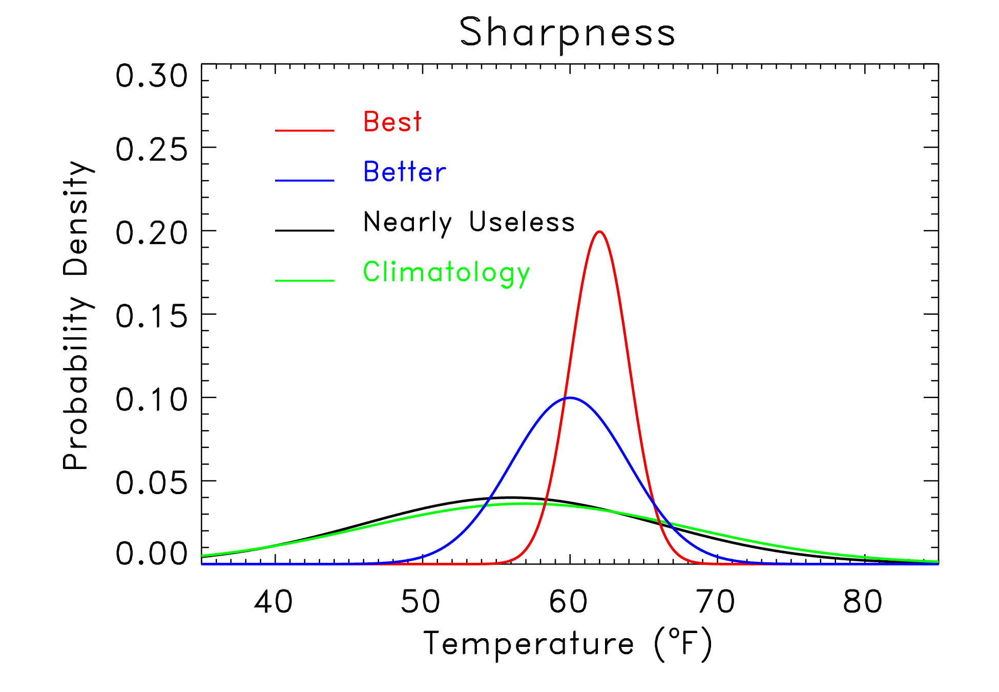 Sharpness
0.30
0.25
0.20
0.15
0.10
0.05
0.00
Probability Density
Best
Better
Nearly Useless
Climatology
40 50 60 70 80
Temperature (°F)